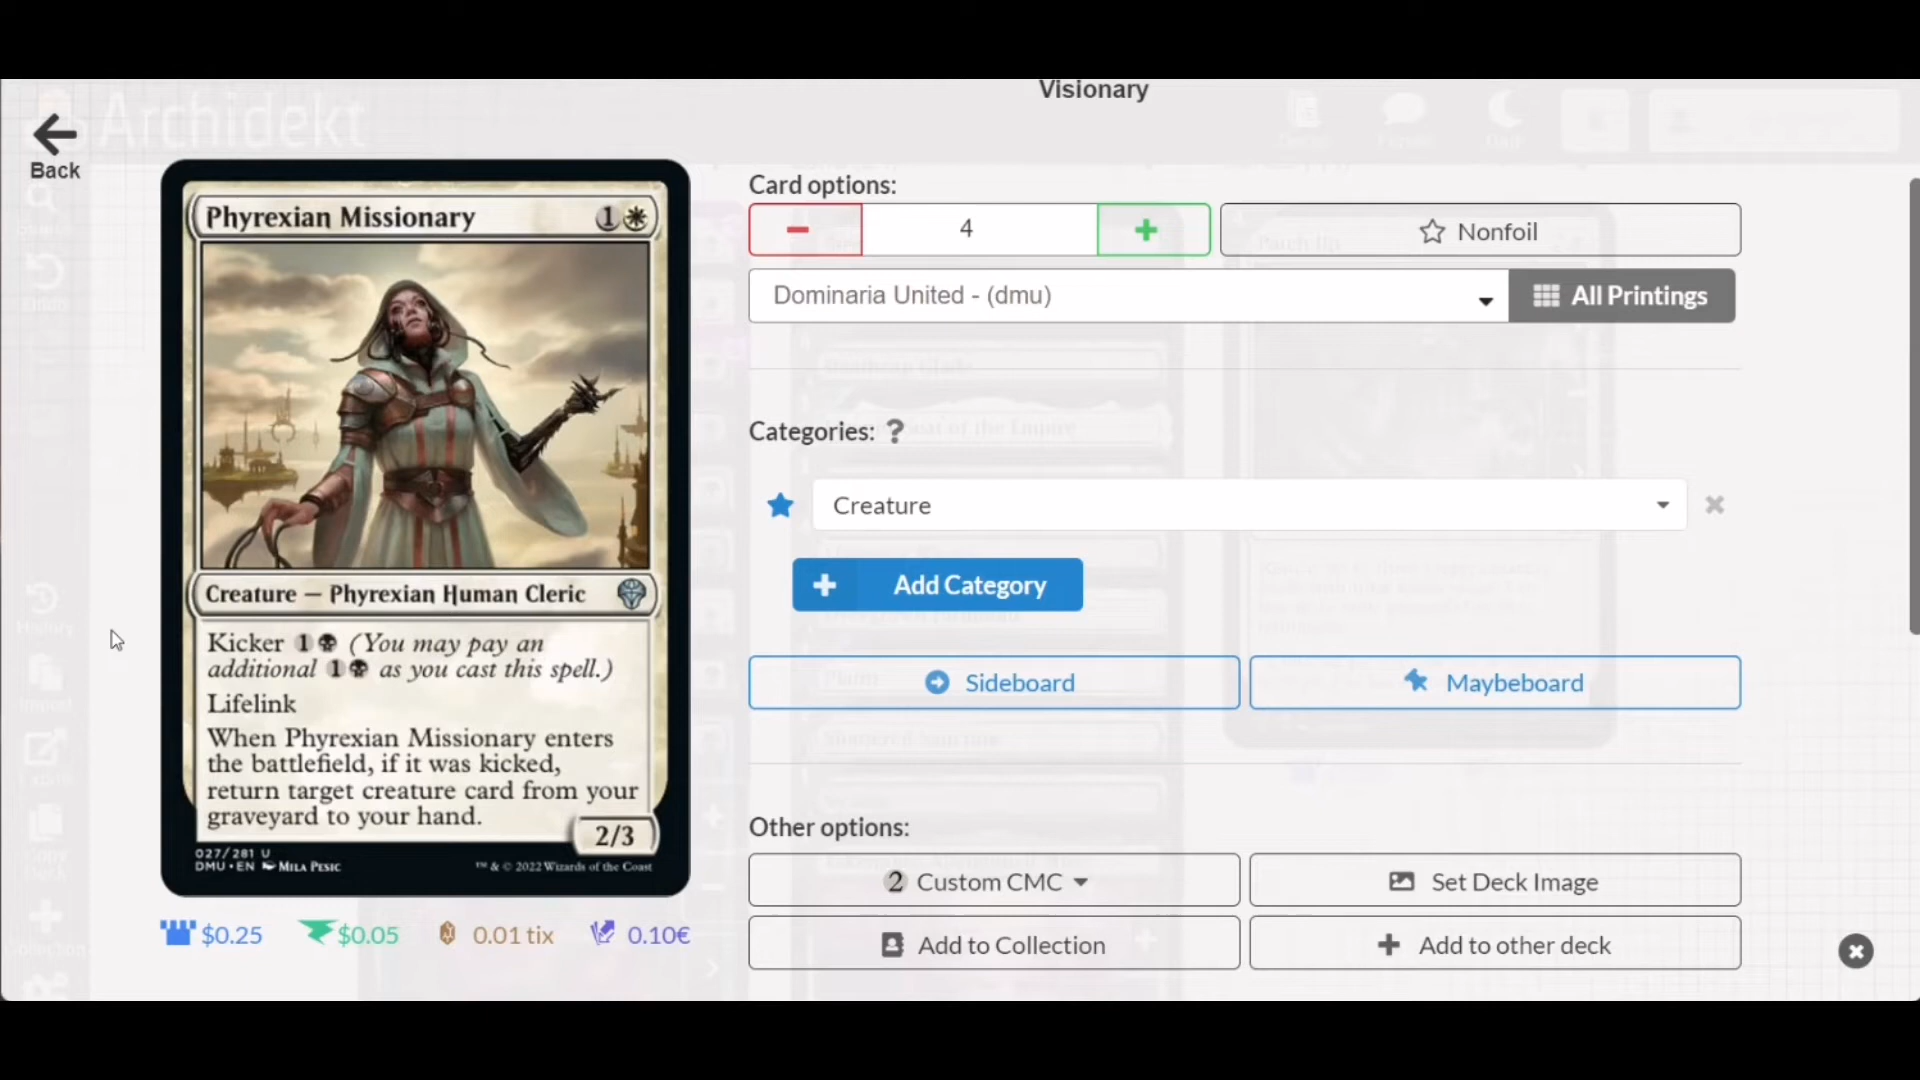 Visionary
Archidekt
Back
Phyrexian Missionary 1
Creature — Phyrexian Human Cleric
Kicker 1 (You may pay an
additional 1 as you cast this spell.)
Lifelink
When Phyrexian Missionary enters
the battlefield, if it was kicked,
return target creature card from your
graveyard to your hand.
2/3
027/281 U
DMU • EN MILA PESIC
™ & © 2022 Wizards of the Coast
$0.25
$0.05
0.01 tix
0.10€
Card options:
4
Nonfoil
Dominaria United - (dmu)
All Printings
Categories: ?
Creature
Add Category
Sideboard
Maybeboard
Other options:
2 Custom CMC
Set Deck Image
Add to Collection
Add to other deck